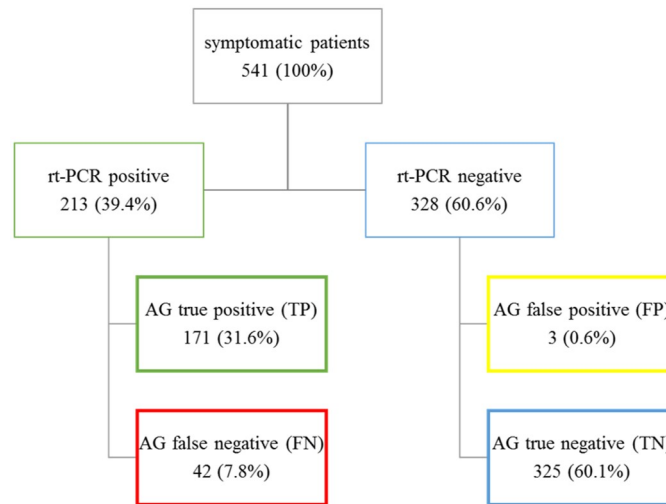 symptomatic patients
541 (100%)
rt-PCR positive
213 (39.4%)
rt-PCR negative
328 (60.6%)
AG true positive (TP)
171 (31.6%)
AG false positive (FP)
3 (0.6%)
AG false negative (FN)
42 (7.8%)
AG true negative (TN)
325 (60.1%)